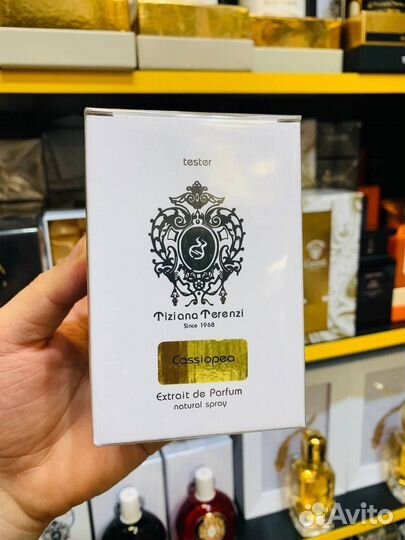 tester
Tiziana Terenzi
Since 1968
Cassiopea
Extrait de Parfum
natural spray
Avito